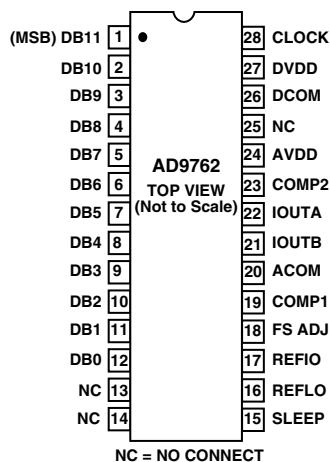 (MSB) DB11 1 28 CLOCK
DB10 2 27 DVDD
DB9 3 26 DCOM
DB8 4 25 NC
DB7 5 24 AVDD
AD9762
DB6 6 23 COMP2
TOP VIEW
(Not to Scale)
DB5 7 22 IOUTA
DB4 8 21 IOUTB
DB3 9 20 ACOM
DB2 10 19 COMP1
DB1 11 18 FS ADJ
DB0 12 17 REFIO
NC 13 16 REFLO
NC 14 15 SLEEP
NC = NO CONNECT